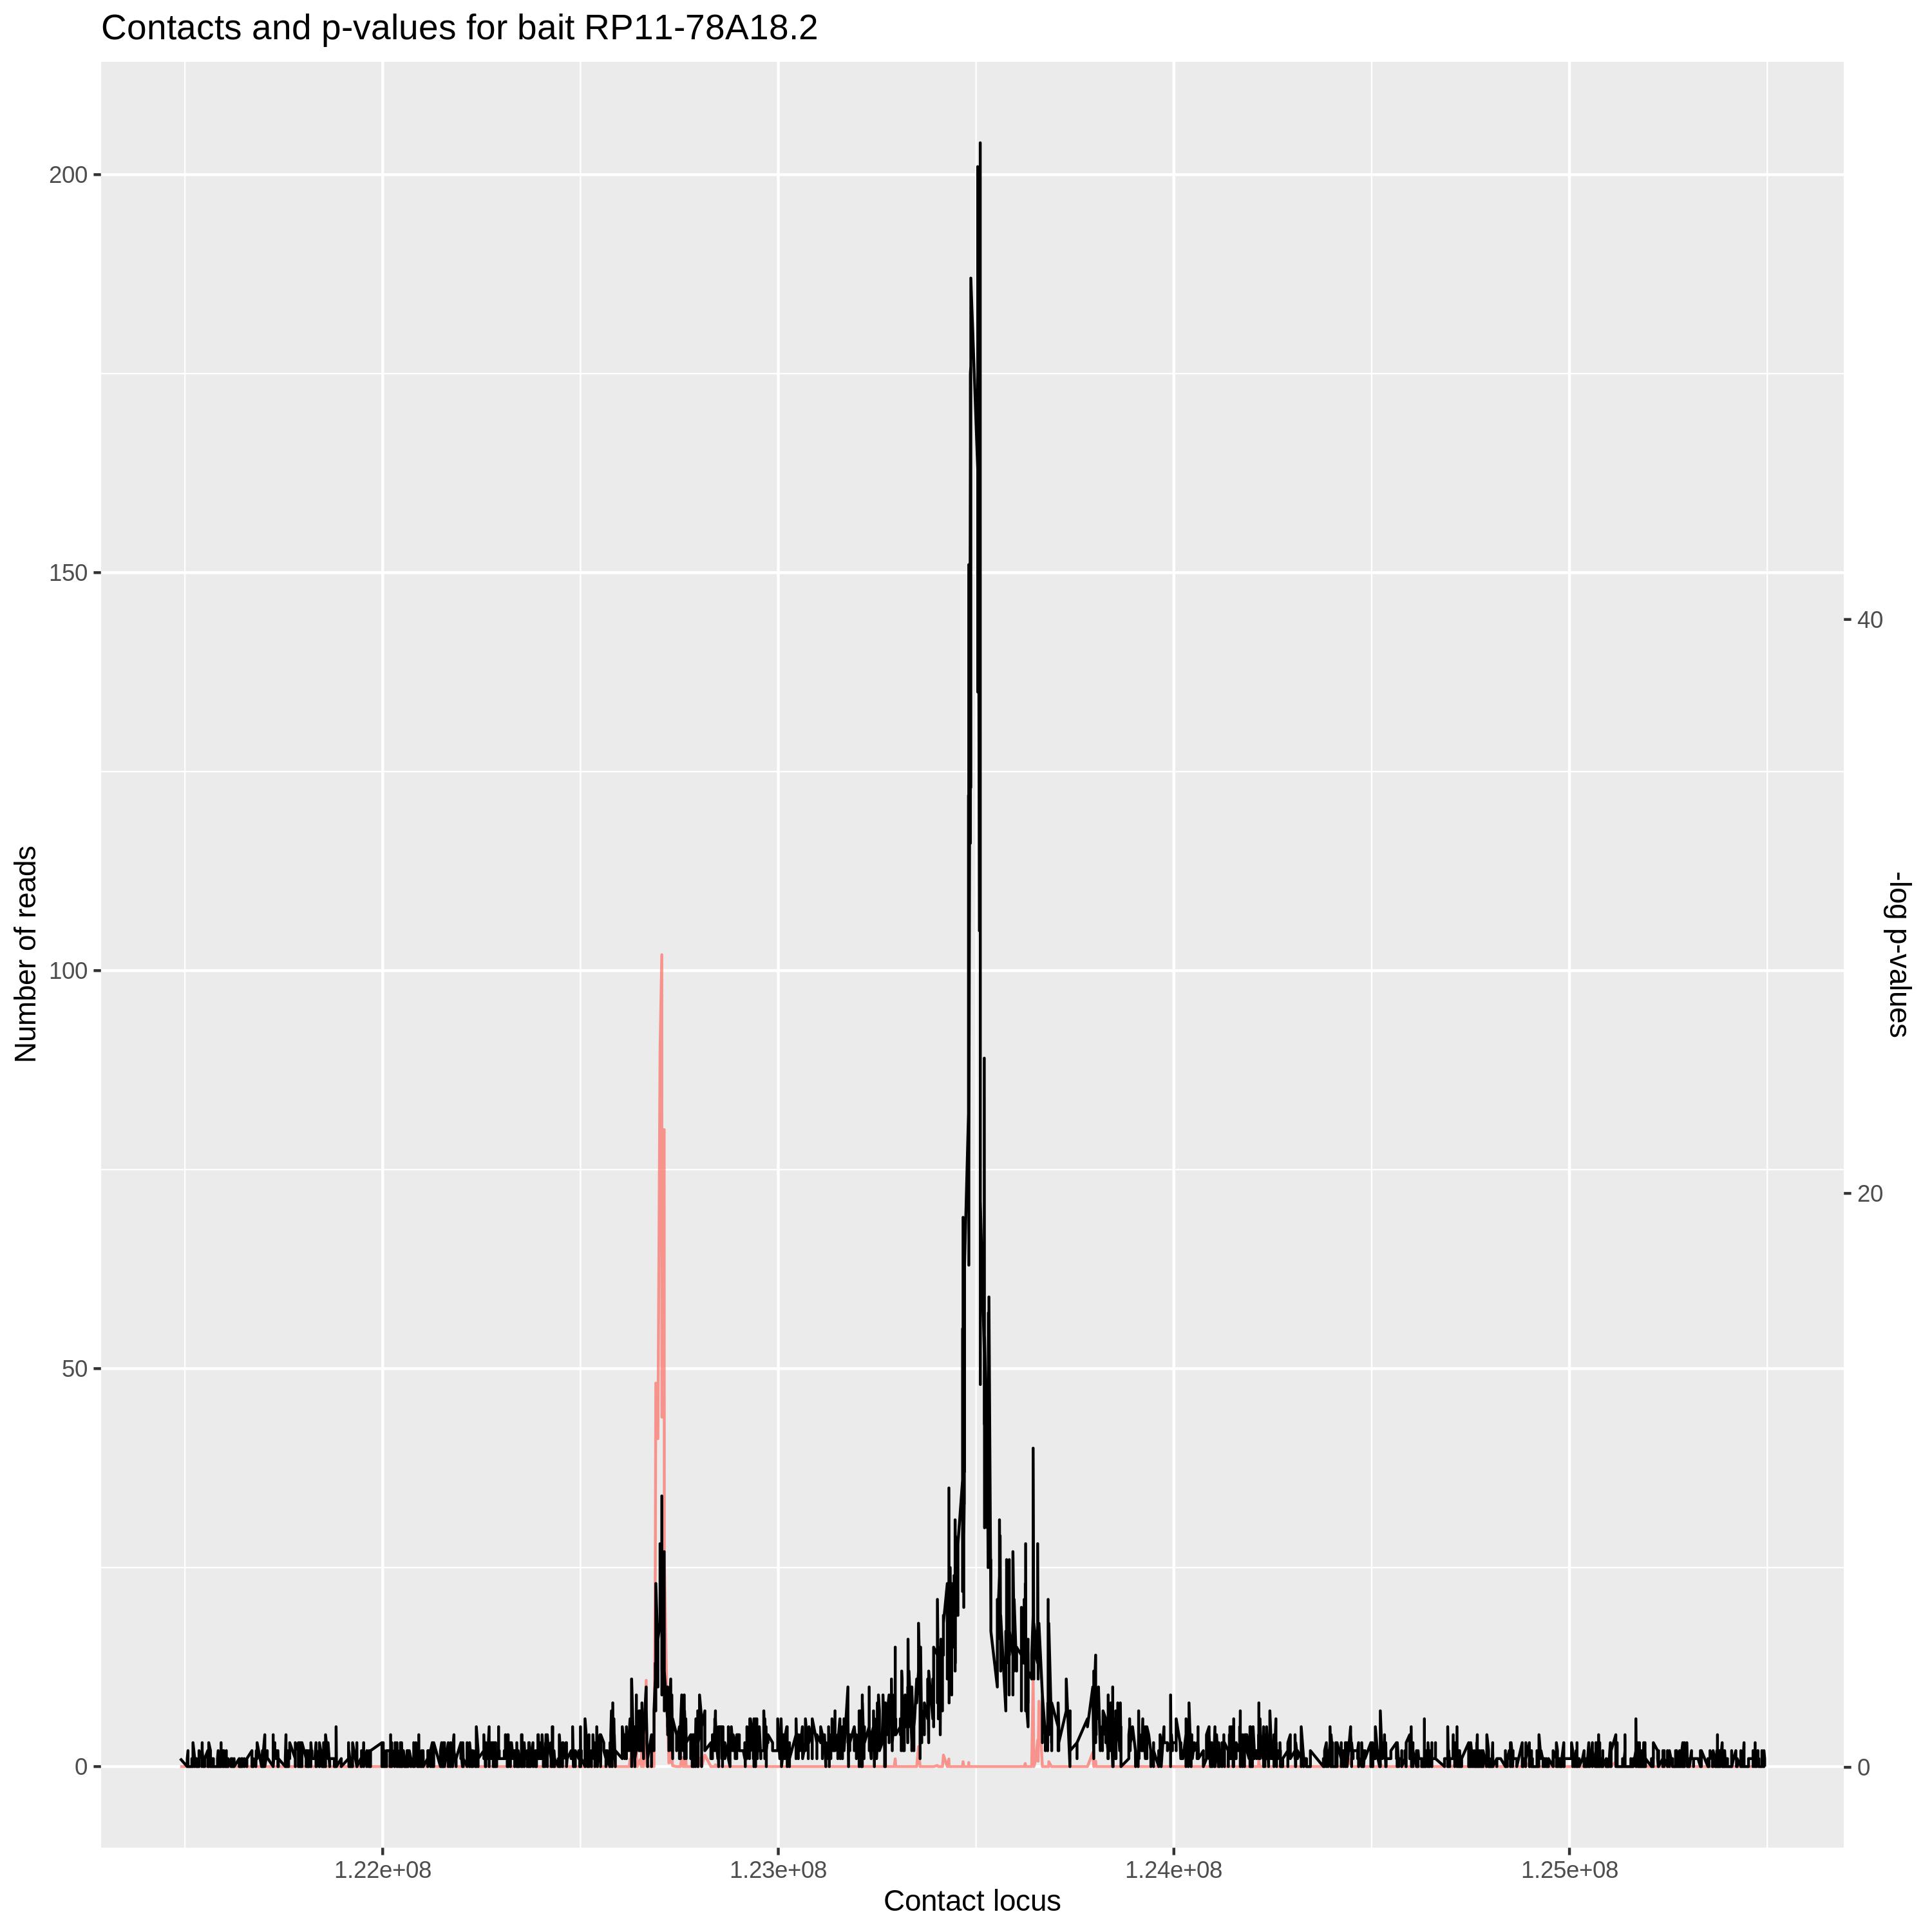 Contacts and p-values for bait RP11-78A18.2
200
150
100
50
0
Number of reads
40
20
0
-log p-values
1.22e+08
1.23e+08
1.24e+08
1.25e+08
Contact locus